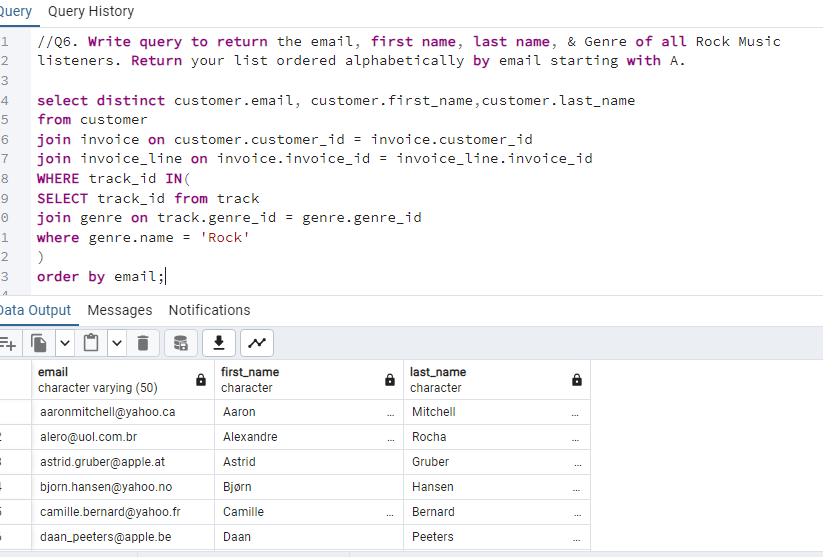 Query Query History
1 //Q6. Write query to return the email, first name, last name, & Genre of all Rock Music
2 listeners. Return your list ordered alphabetically by email starting with A.
3
4 select distinct customer.email, customer.first_name,customer.last_name
5 from customer
6 join invoice on customer.customer_id = invoice.customer_id
7 join invoice_line on invoice.invoice_id = invoice_line.invoice_id
8 WHERE track_id IN(
9 SELECT track_id from track
0 join genre on track.genre_id = genre.genre_id
1 where genre.name = 'Rock'
2 )
3 order by email;
Data Output Messages Notifications
email first_name last_name
character varying (50) character character
aaronmitchell@yahoo.ca Aaron ... Mitchell ...
2 alero@uol.com.br Alexandre ... Rocha ...
3 astrid.gruber@apple.at Astrid Gruber ...
bjorn.hansen@yahoo.no Bjørn Hansen ...
5 camille.bernard@yahoo.fr Camille ... Bernard ...
daan_peeters@apple.be Daan Peeters ...